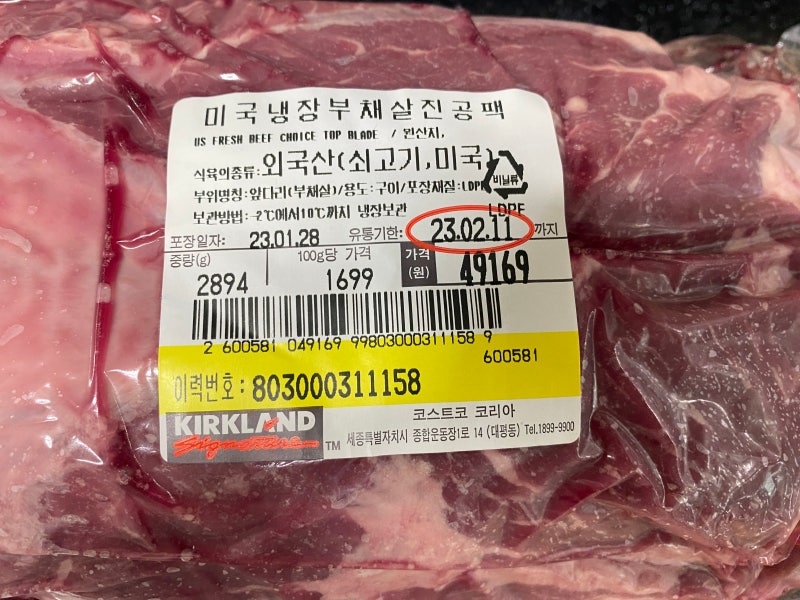 미국냉장부채살진공팩
US FRESH BEEF CHOICE TOP BLADE / 원산지,
식육의종류:외국산(쇠고기,미국)
부위명칭:앞다리(부채살)/용도:구이/포장재질:LDPE
비닐류
LDPE
보관방법:-2℃에서10℃까지 냉장보관
포장일자: 23.01.28 유통기한: 23.02.11 까지
중량(g) 100g당 가격 가격(원)
2894 1699 49169
2 600581 049169 99803000311158 9
600581
이력번호:803000311158
KIRKLAND Signature TM
코스트코 코리아
세종특별자치시 종합운동장1로 14 (대평동) Tel.1899-9900